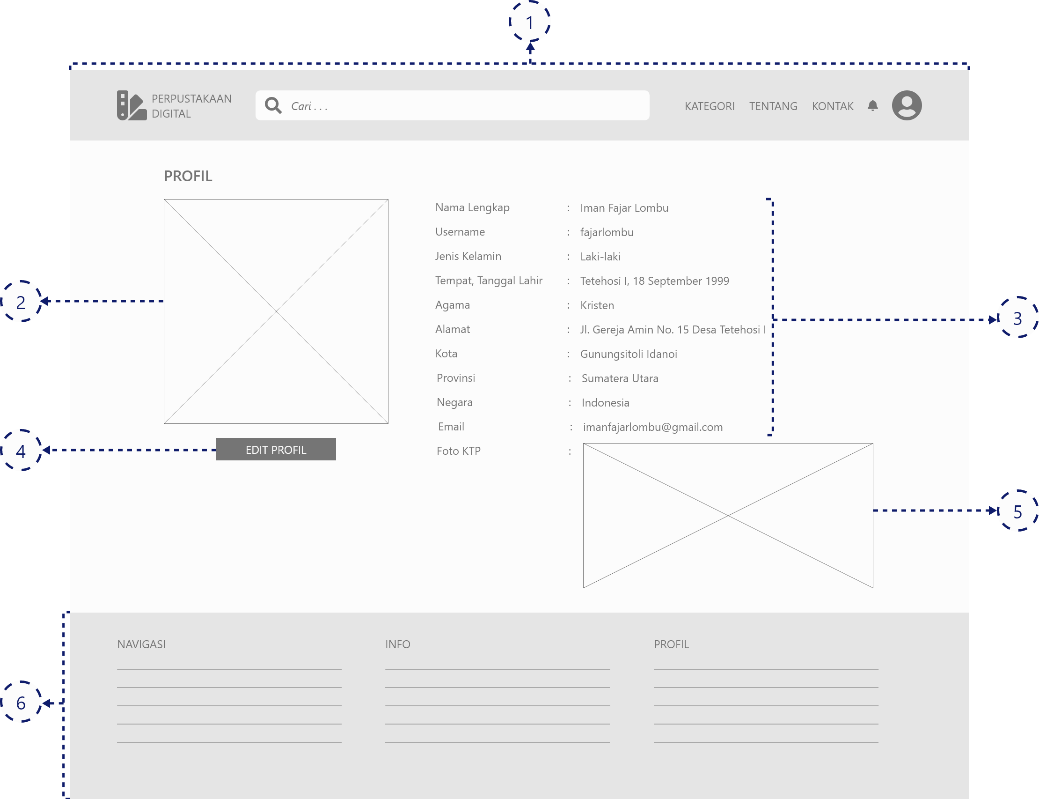 1
PERPUSTAKAAN
DIGITAL
Cari . . .
KATEGORI TENTANG KONTAK
PROFIL
Nama Lengkap : Iman Fajar Lombu
Username : fajarlombu
Jenis Kelamin : Laki-laki
2
Tempat, Tanggal Lahir : Tetehosi I, 18 September 1999
Agama : Kristen
3
Alamat : Jl. Gereja Amin No. 15 Desa Tetehosi I
Kota : Gunungsitoli Idanoi
Provinsi : Sumatera Utara
Negara : Indonesia
Email : imanfajarlombu@gmail.com
4
EDIT PROFIL
Foto KTP :
5
NAVIGASI INFO PROFIL
6